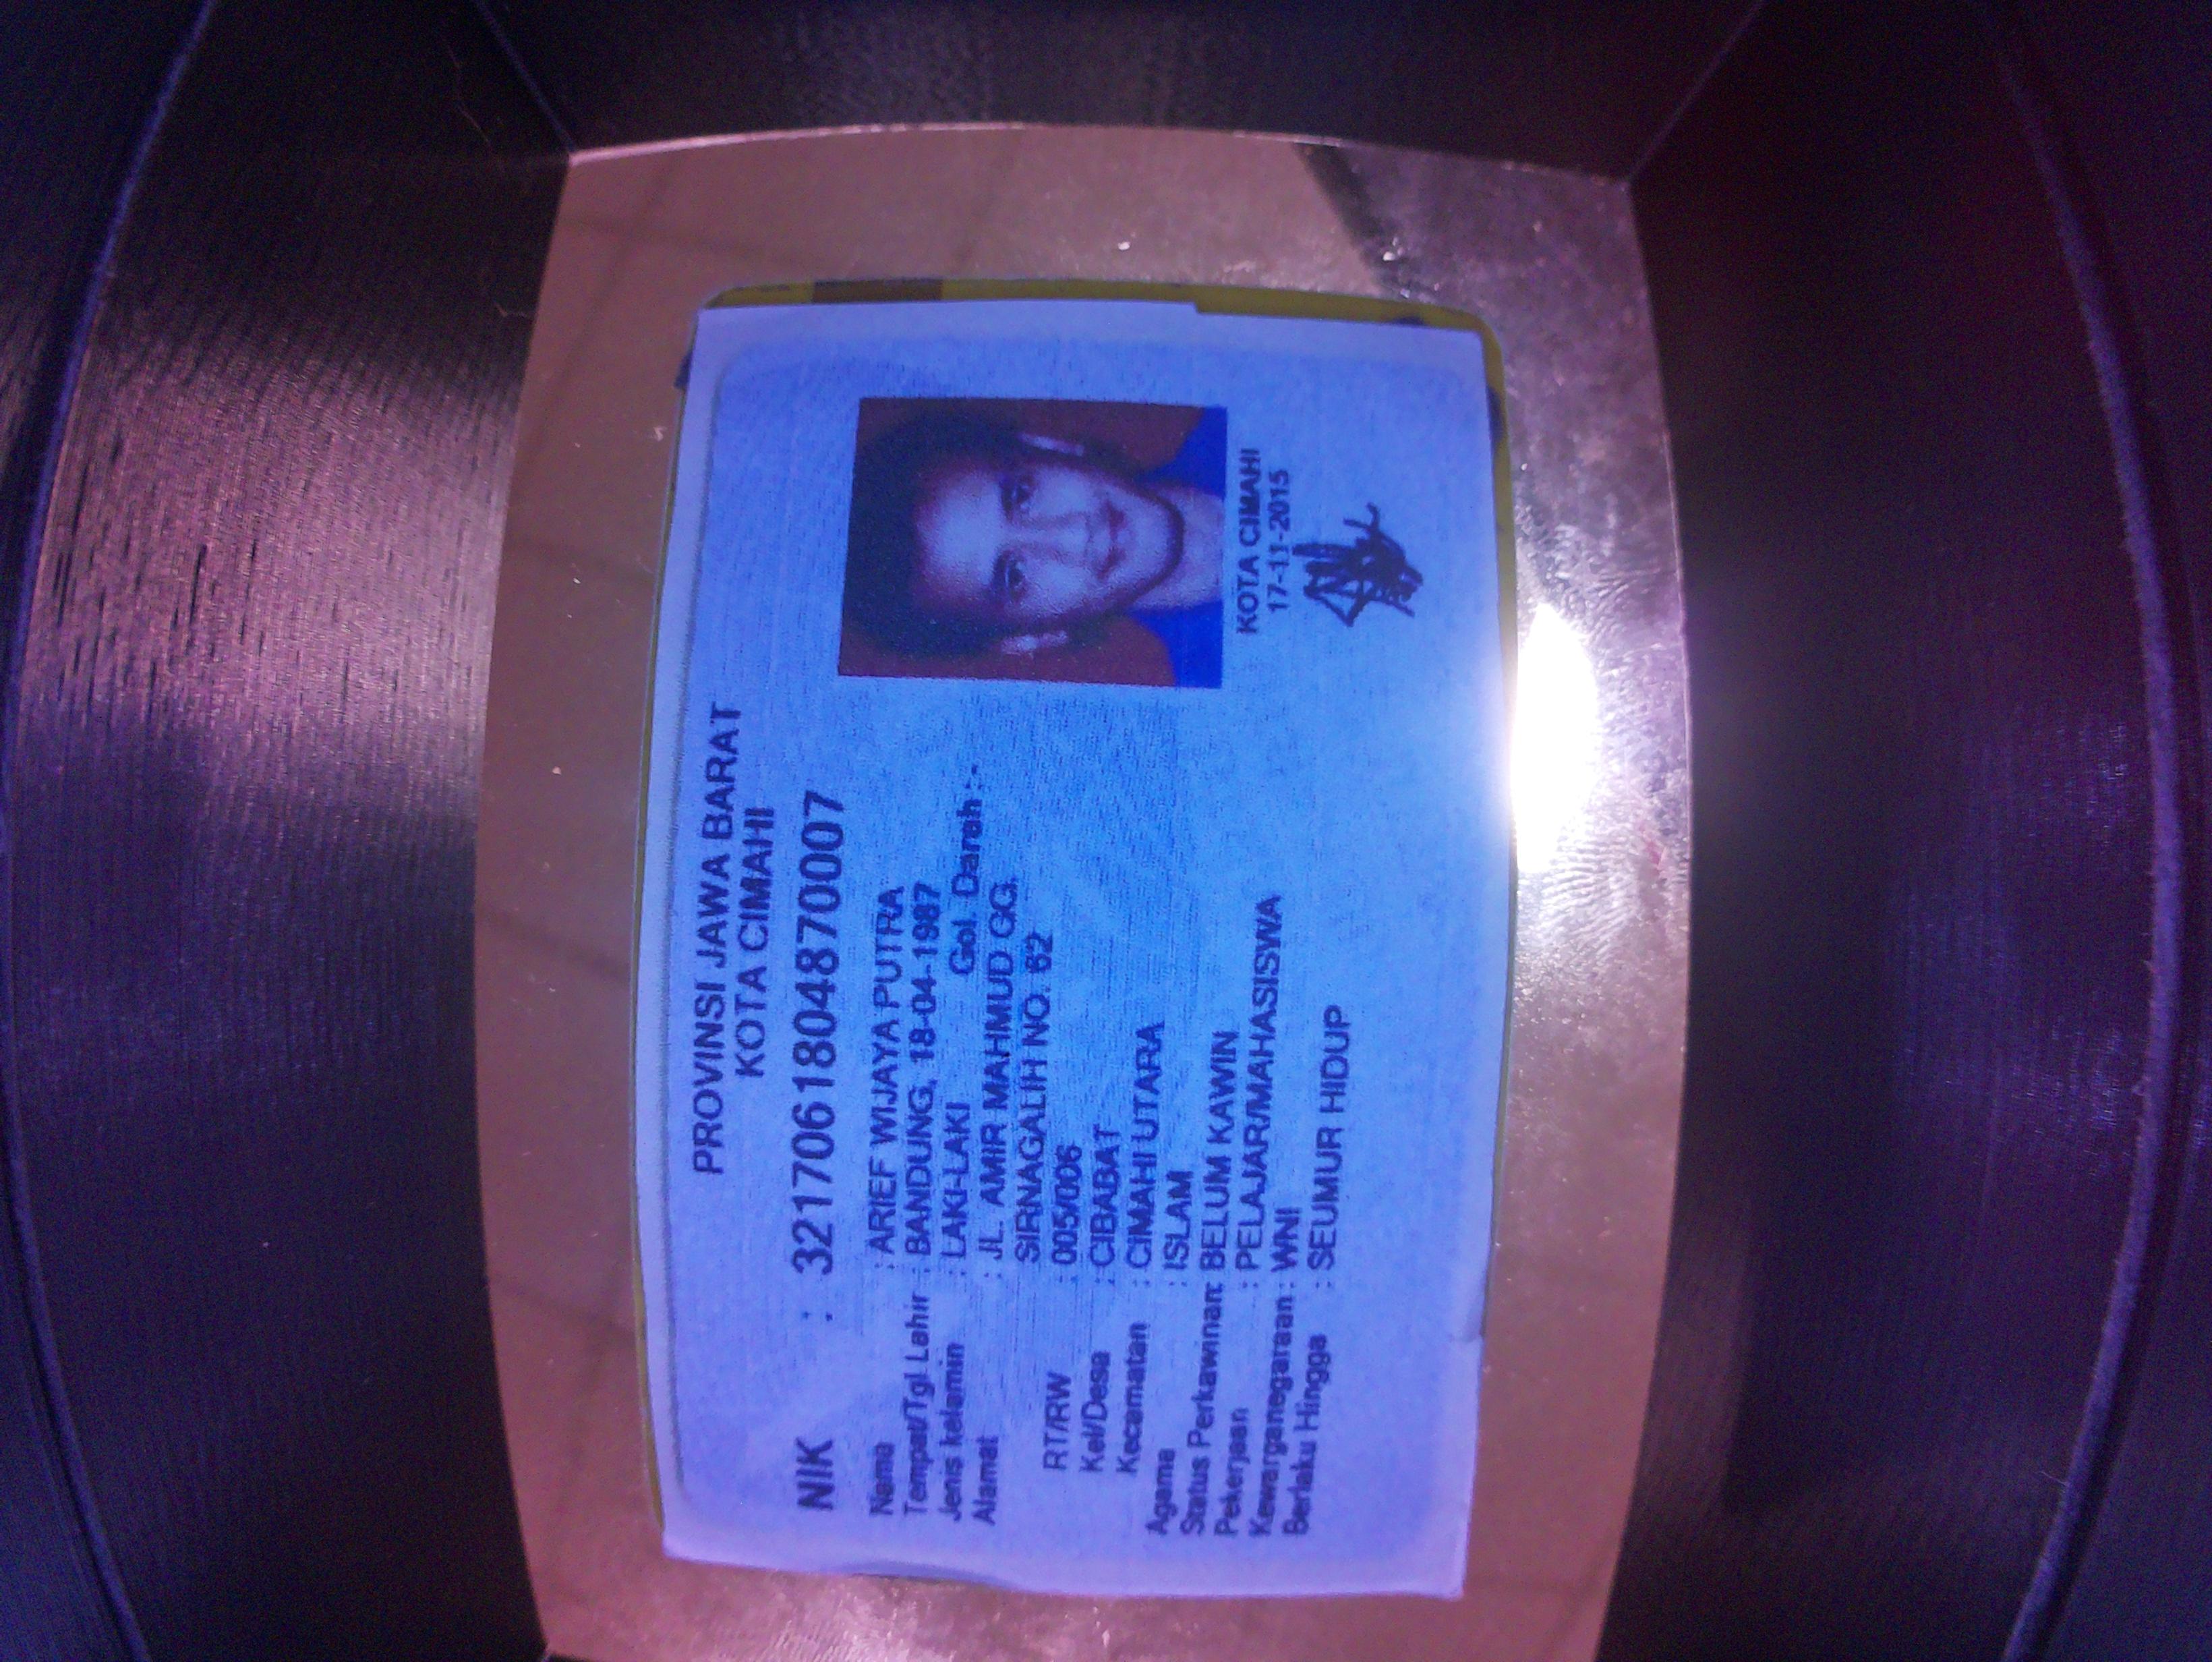 PROVINSI JAWA BARAT
KOTA CIMAHI
NIK : 3217061804870007
Nama : ARIEF WIJAYA PUTRA
Tempat/Tgl Lahir : BANDUNG, 18-04-1987
Jenis kelamin : LAKI-LAKI Gol. Darah :-
Alamat : JL. AMIR MAHMUD GG.
SIRNAGALIH NO. 62
RT/RW : 005/006
Kel/Desa : CIBABAT
Kecamatan : CIMAHI UTARA
Agama : ISLAM
Status Perkawinan: BELUM KAWIN
Pekerjaan : PELAJAR/MAHASISWA
Kewarganegaraan : WNI
Berlaku Hingga : SEUMUR HIDUP
KOTA CIMAHI
17-11-2015